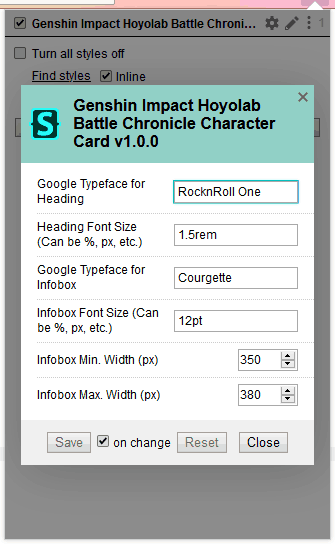 Genshin Impact Hoyolab Battle Chronic... 1
Turn all styles off
Find styles Inline
Genshin Impact Hoyolab
Battle Chronicle Character
Card v1.0.0
Google Typeface for
Heading
RocknRoll One
Heading Font Size
(Can be %, px, etc.)
1.5rem
Google Typeface for
Infobox
Courgette
Infobox Font Size (Can
be %, px, etc.)
12pt
Infobox Min. Width (px) 350
Infobox Max. Width (px) 380
Save on change Reset Close